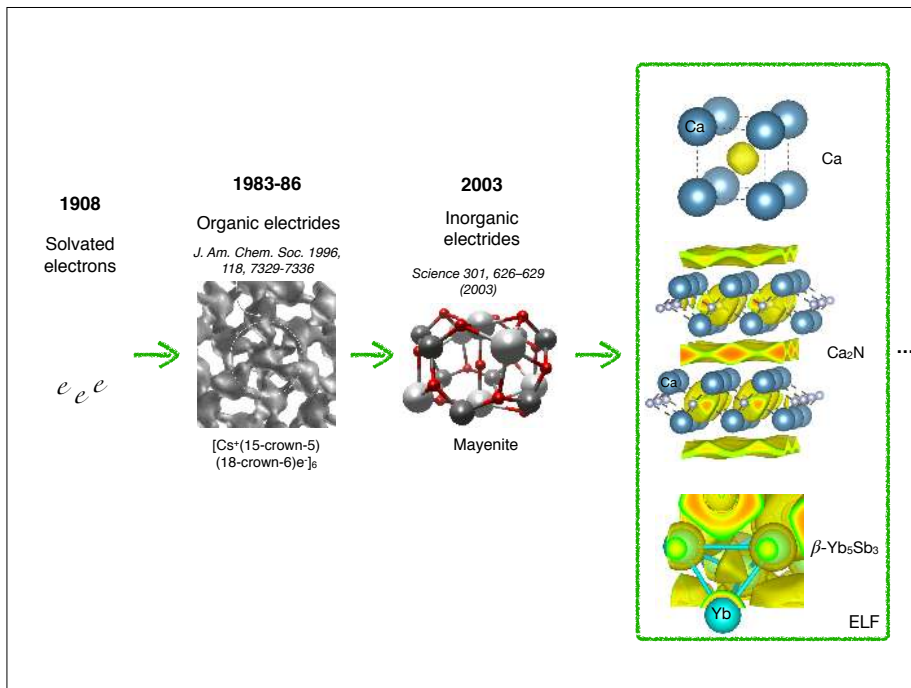 1908
Solvated
electrons
e e e
1983-86
Organic electrides
J. Am. Chem. Soc. 1996,
118, 7329-7336
[Cs⁺(15-crown-5)
(18-crown-6)e⁻]₆
2003
Inorganic
electrides
Science 301, 626–629
(2003)
Mayenite
Ca
Ca
Ca₂N
Ca
β-Yb₅Sb₃
Yb
ELF
...